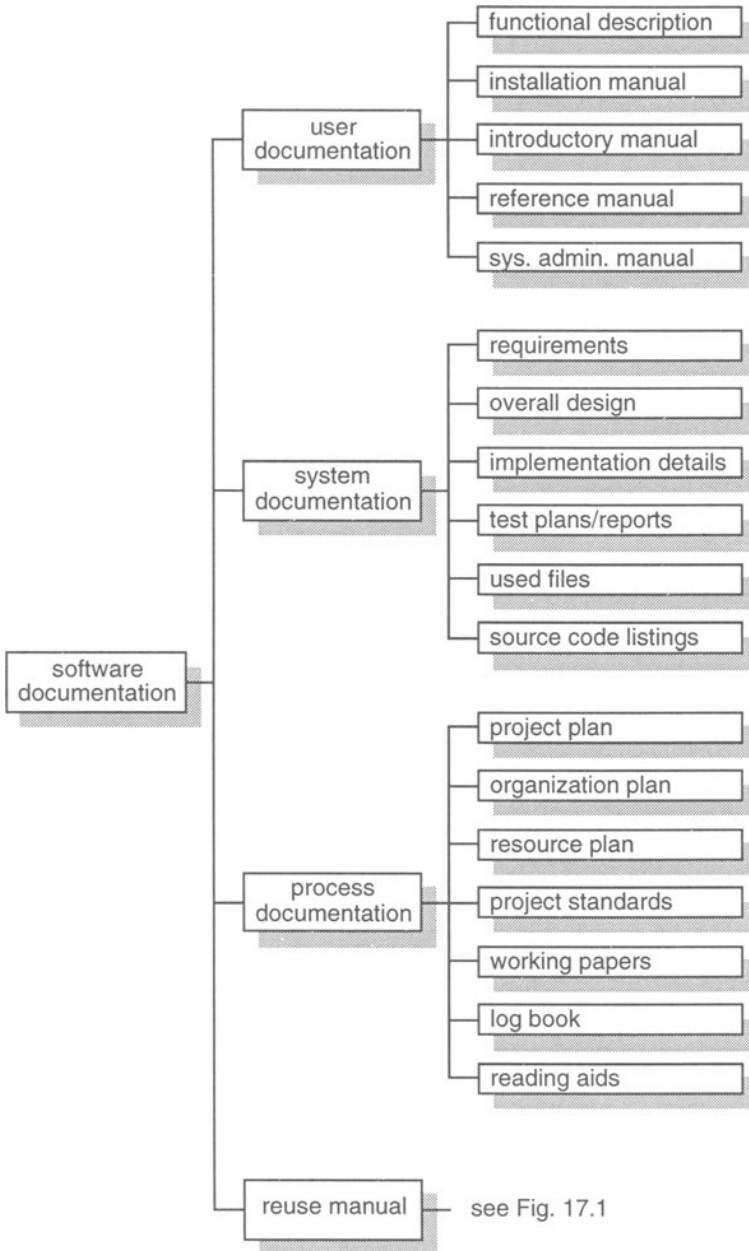 software
documentation
user
documentation
functional description
installation manual
introductory manual
reference manual
sys. admin. manual
system
documentation
requirements
overall design
implementation details
test plans/reports
used files
source code listings
process
documentation
project plan
organization plan
resource plan
project standards
working papers
log book
reading aids
reuse manual
see Fig. 17.1